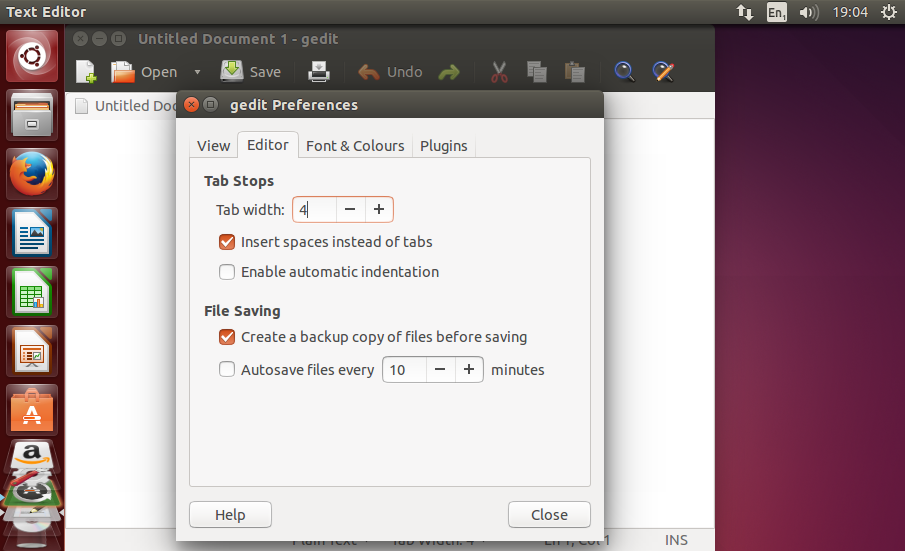 Text Editor
En1 19:04
Untitled Document 1 - gedit
Open Save Undo
Untitled Doc
gedit Preferences
View Editor Font & Colours Plugins
Tab Stops
Tab width: 4
Insert spaces instead of tabs
Enable automatic indentation
File Saving
Create a backup copy of files before saving
Autosave files every 10 minutes
Help Close
Plain Text Tab Width: 4 Ln 1, Col 1 INS